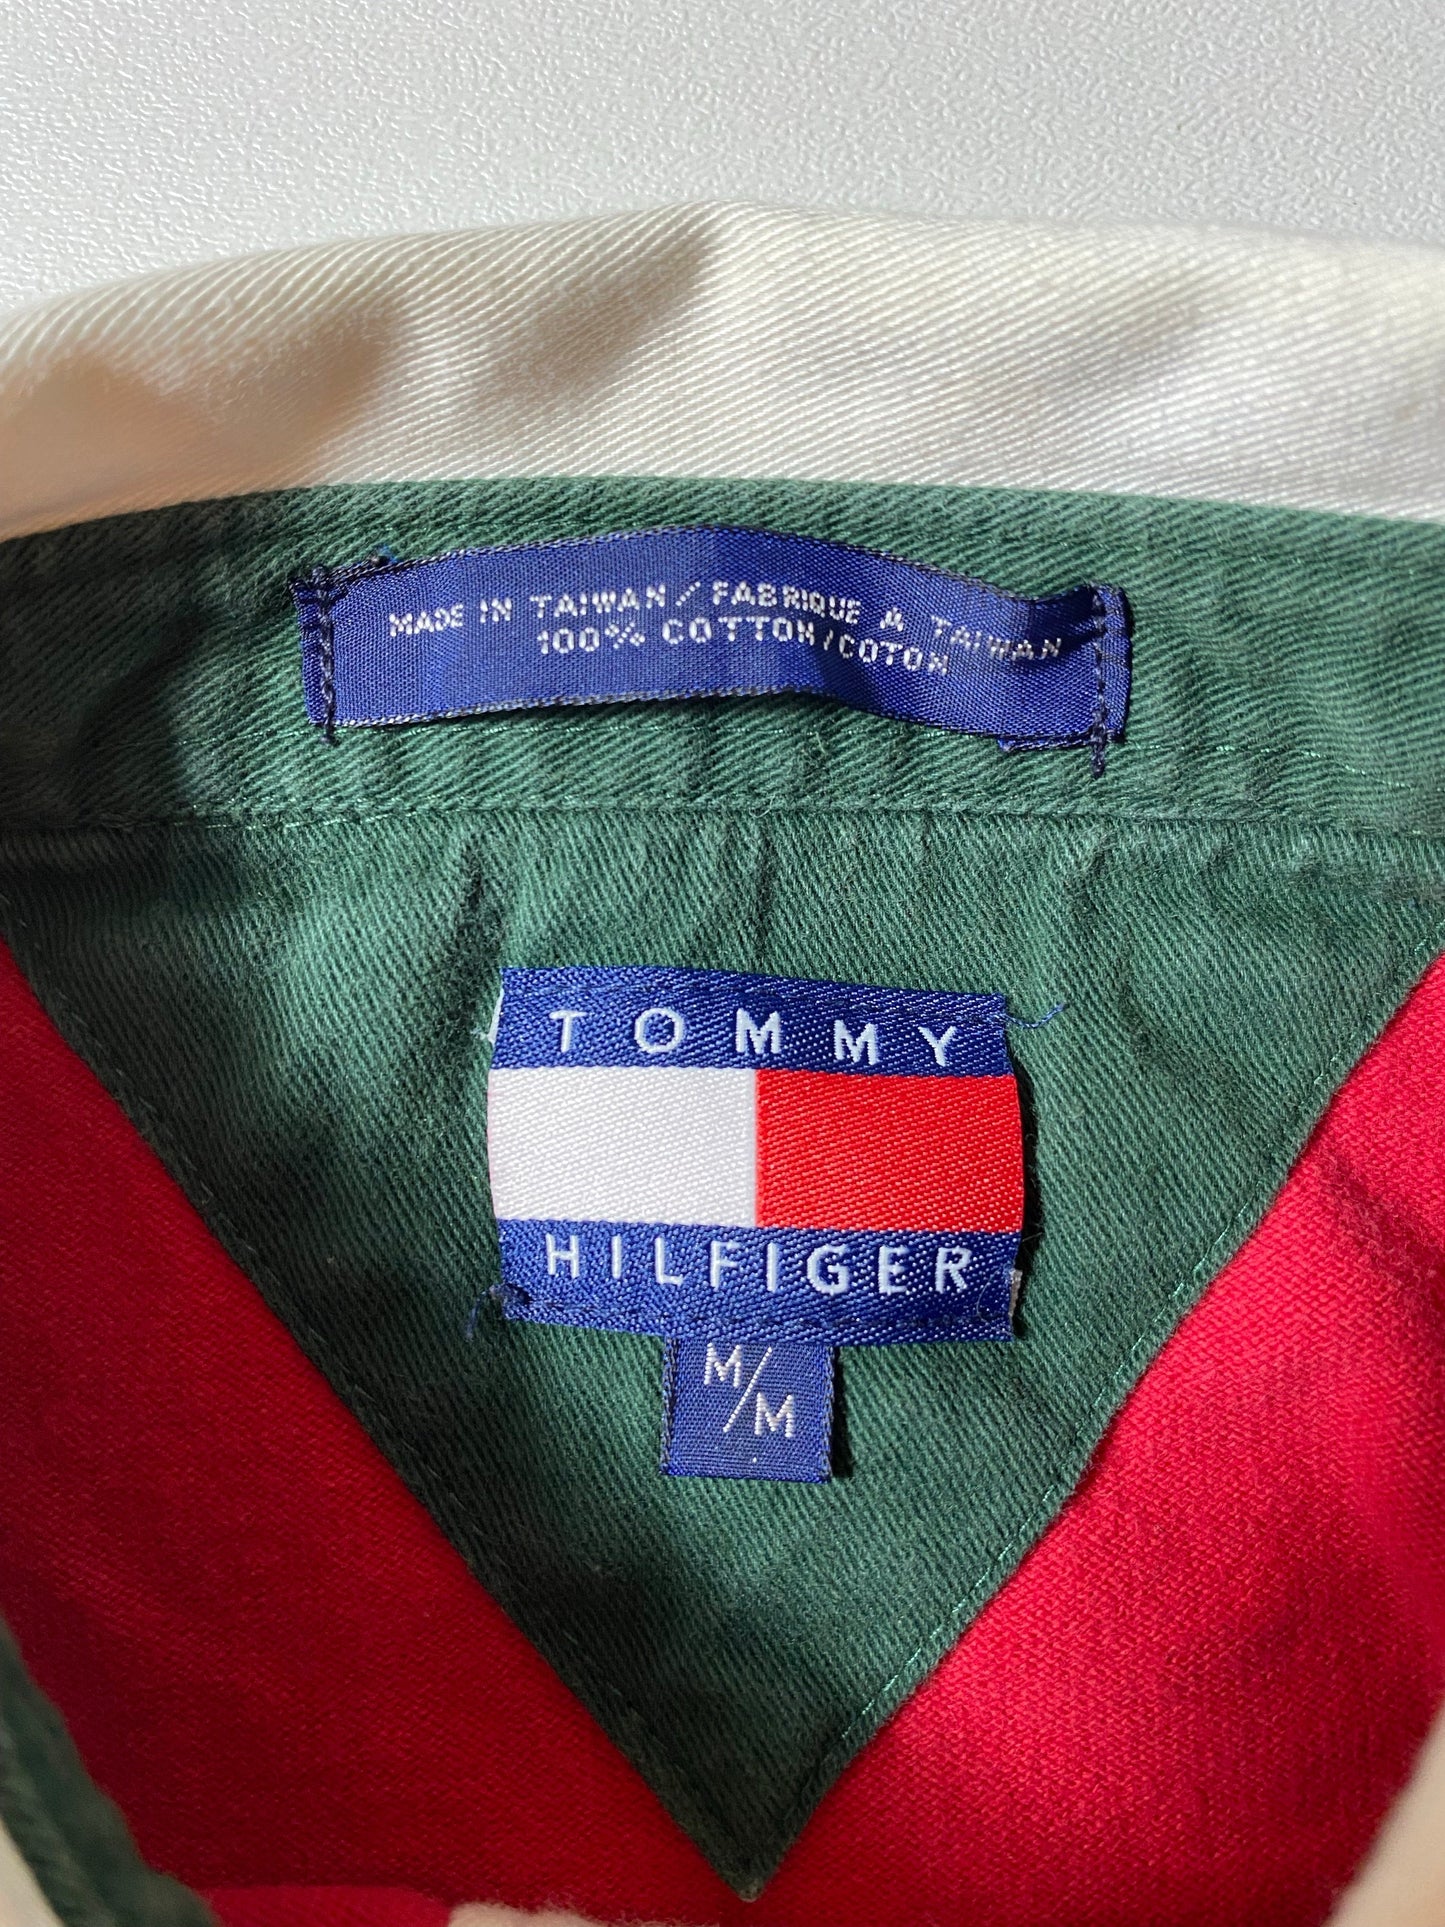 MADE IN TAIWAN/FABRIQUE A TAIWAN
100% COTTON/COTON
TOMMY
HILFIGER
M/M